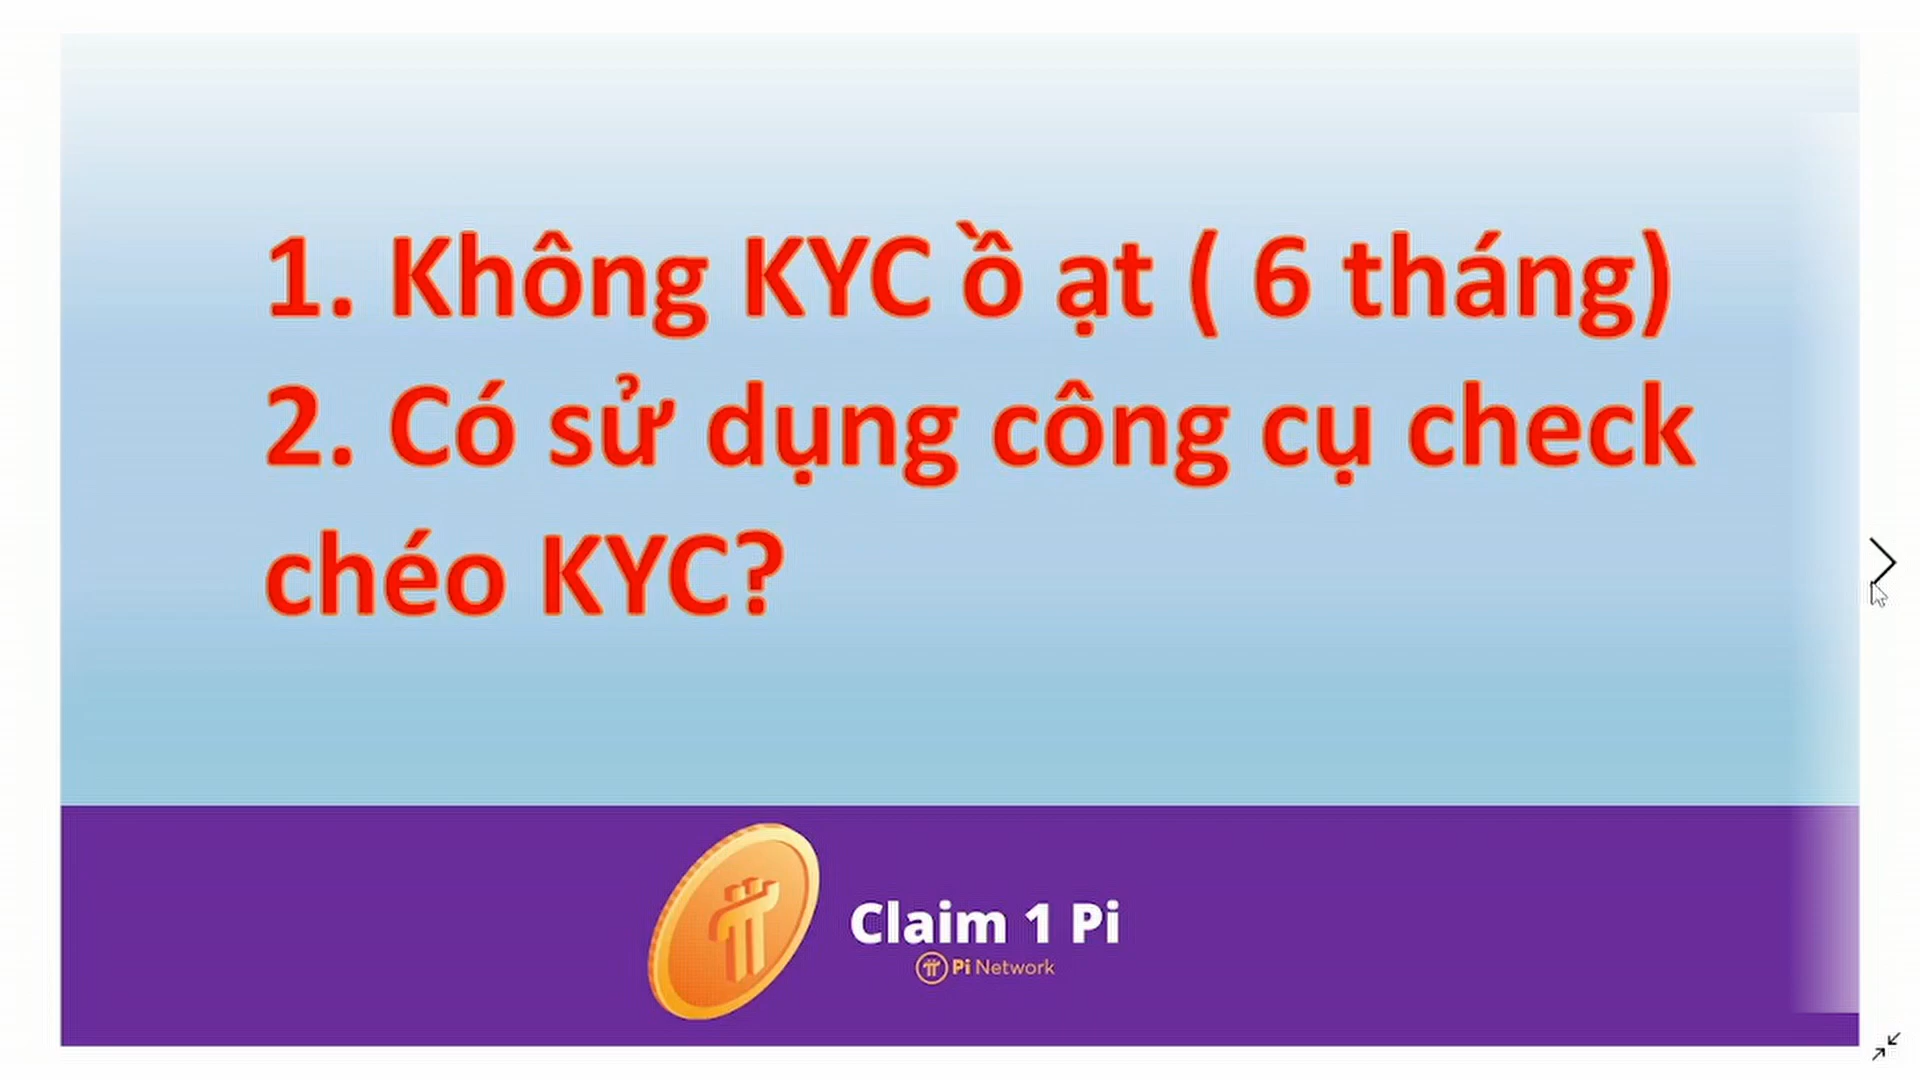 1. Không KYC ồ ạt ( 6 tháng)
2. Có sử dụng công cụ check
chéo KYC?
Claim 1 Pi
Pi Network